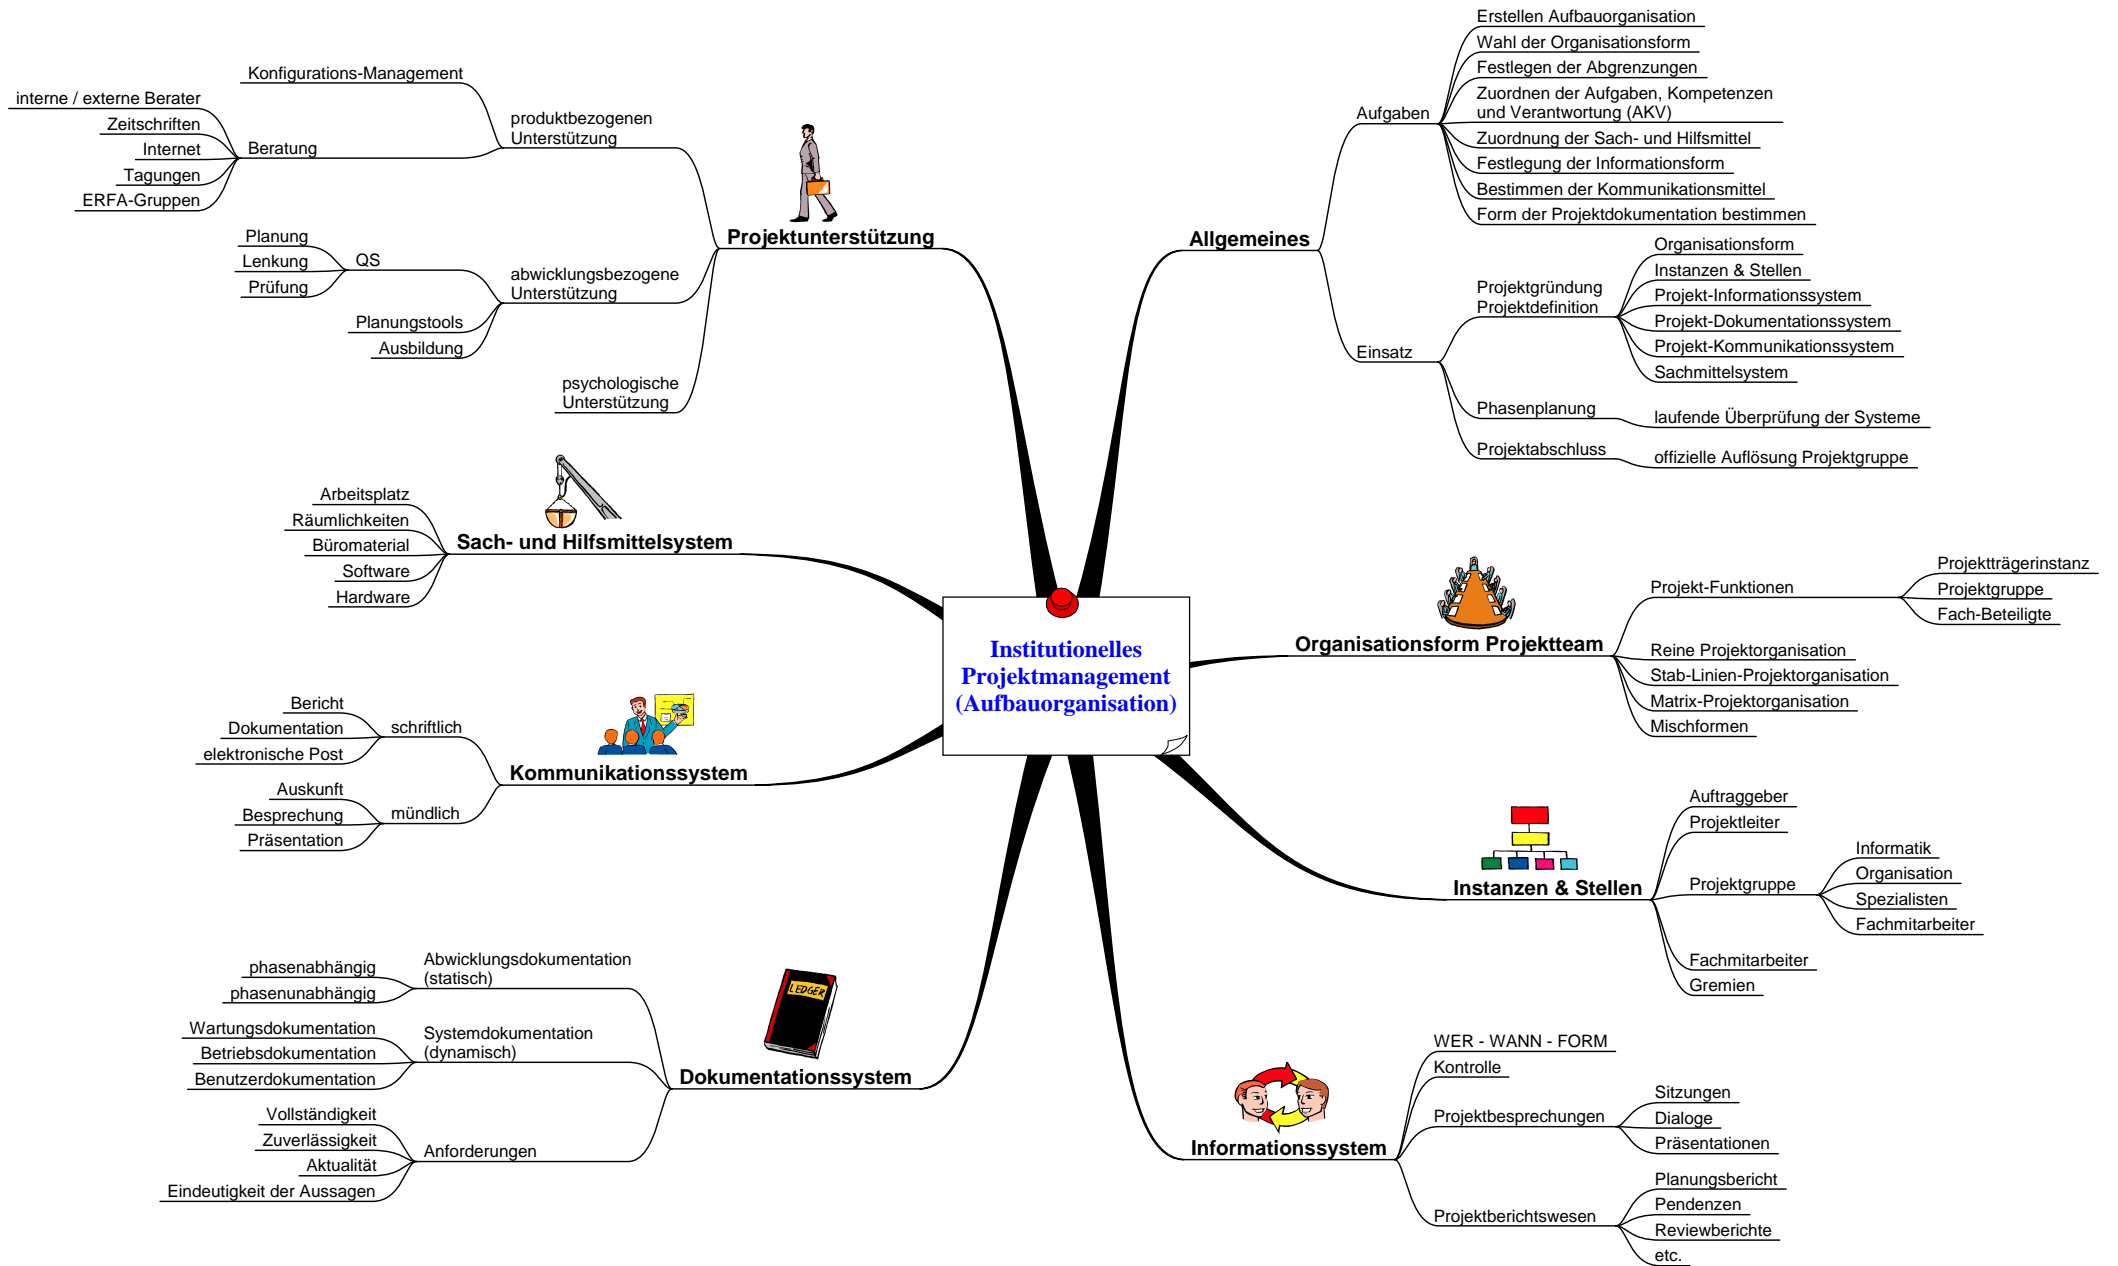 Institutionelles
Projektmanagement
(Aufbauorganisation)
Allgemeines
Aufgaben
Erstellen Aufbauorganisation
Wahl der Organisationsform
Festlegen der Abgrenzungen
Zuordnen der Aufgaben, Kompetenzen
und Verantwortung (AKV)
Zuordnung der Sach- und Hilfsmittel
Festlegung der Informationsform
Bestimmen der Kommunikationsmittel
Form der Projektdokumentation bestimmen
Einsatz
Projektgründung
Projektdefinition
Organisationsform
Instanzen & Stellen
Projekt-Informationssystem
Projekt-Dokumentationssystem
Projekt-Kommunikationssystem
Sachmittelsystem
Phasenplanung
laufende Überprüfung der Systeme
Projektabschluss
offizielle Auflösung Projektgruppe
Organisationsform Projektteam
Projekt-Funktionen
Projektträgerinstanz
Projektgruppe
Fach-Beteiligte
Reine Projektorganisation
Stab-Linien-Projektorganisation
Matrix-Projektorganisation
Mischformen
Instanzen & Stellen
Auftraggeber
Projektleiter
Projektgruppe
Informatik
Organisation
Spezialisten
Fachmitarbeiter
Fachmitarbeiter
Gremien
Informationssystem
WER - WANN - FORM
Kontrolle
Projektbesprechungen
Sitzungen
Dialoge
Präsentationen
Projektberichtswesen
Planungsbericht
Pendenzen
Reviewberichte
etc.
Projektunterstützung
produktbezogenen
Unterstützung
Konfigurations-Management
Beratung
interne / externe Berater
Zeitschriften
Internet
Tagungen
ERFA-Gruppen
abwicklungsbezogene
Unterstützung
QS
Planung
Lenkung
Prüfung
Planungstools
Ausbildung
psychologische
Unterstützung
Sach- und Hilfsmittelsystem
Arbeitsplatz
Räumlichkeiten
Büromaterial
Software
Hardware
Kommunikationssystem
schriftlich
Bericht
Dokumentation
elektronische Post
mündlich
Auskunft
Besprechung
Präsentation
LEDGER
Dokumentationssystem
Abwicklungsdokumentation
(statisch)
phasenabhängig
phasenunabhängig
Systemdokumentation
(dynamisch)
Wartungsdokumentation
Betriebsdokumentation
Benutzerdokumentation
Anforderungen
Vollständigkeit
Zuverlässigkeit
Aktualität
Eindeutigkeit der Aussagen